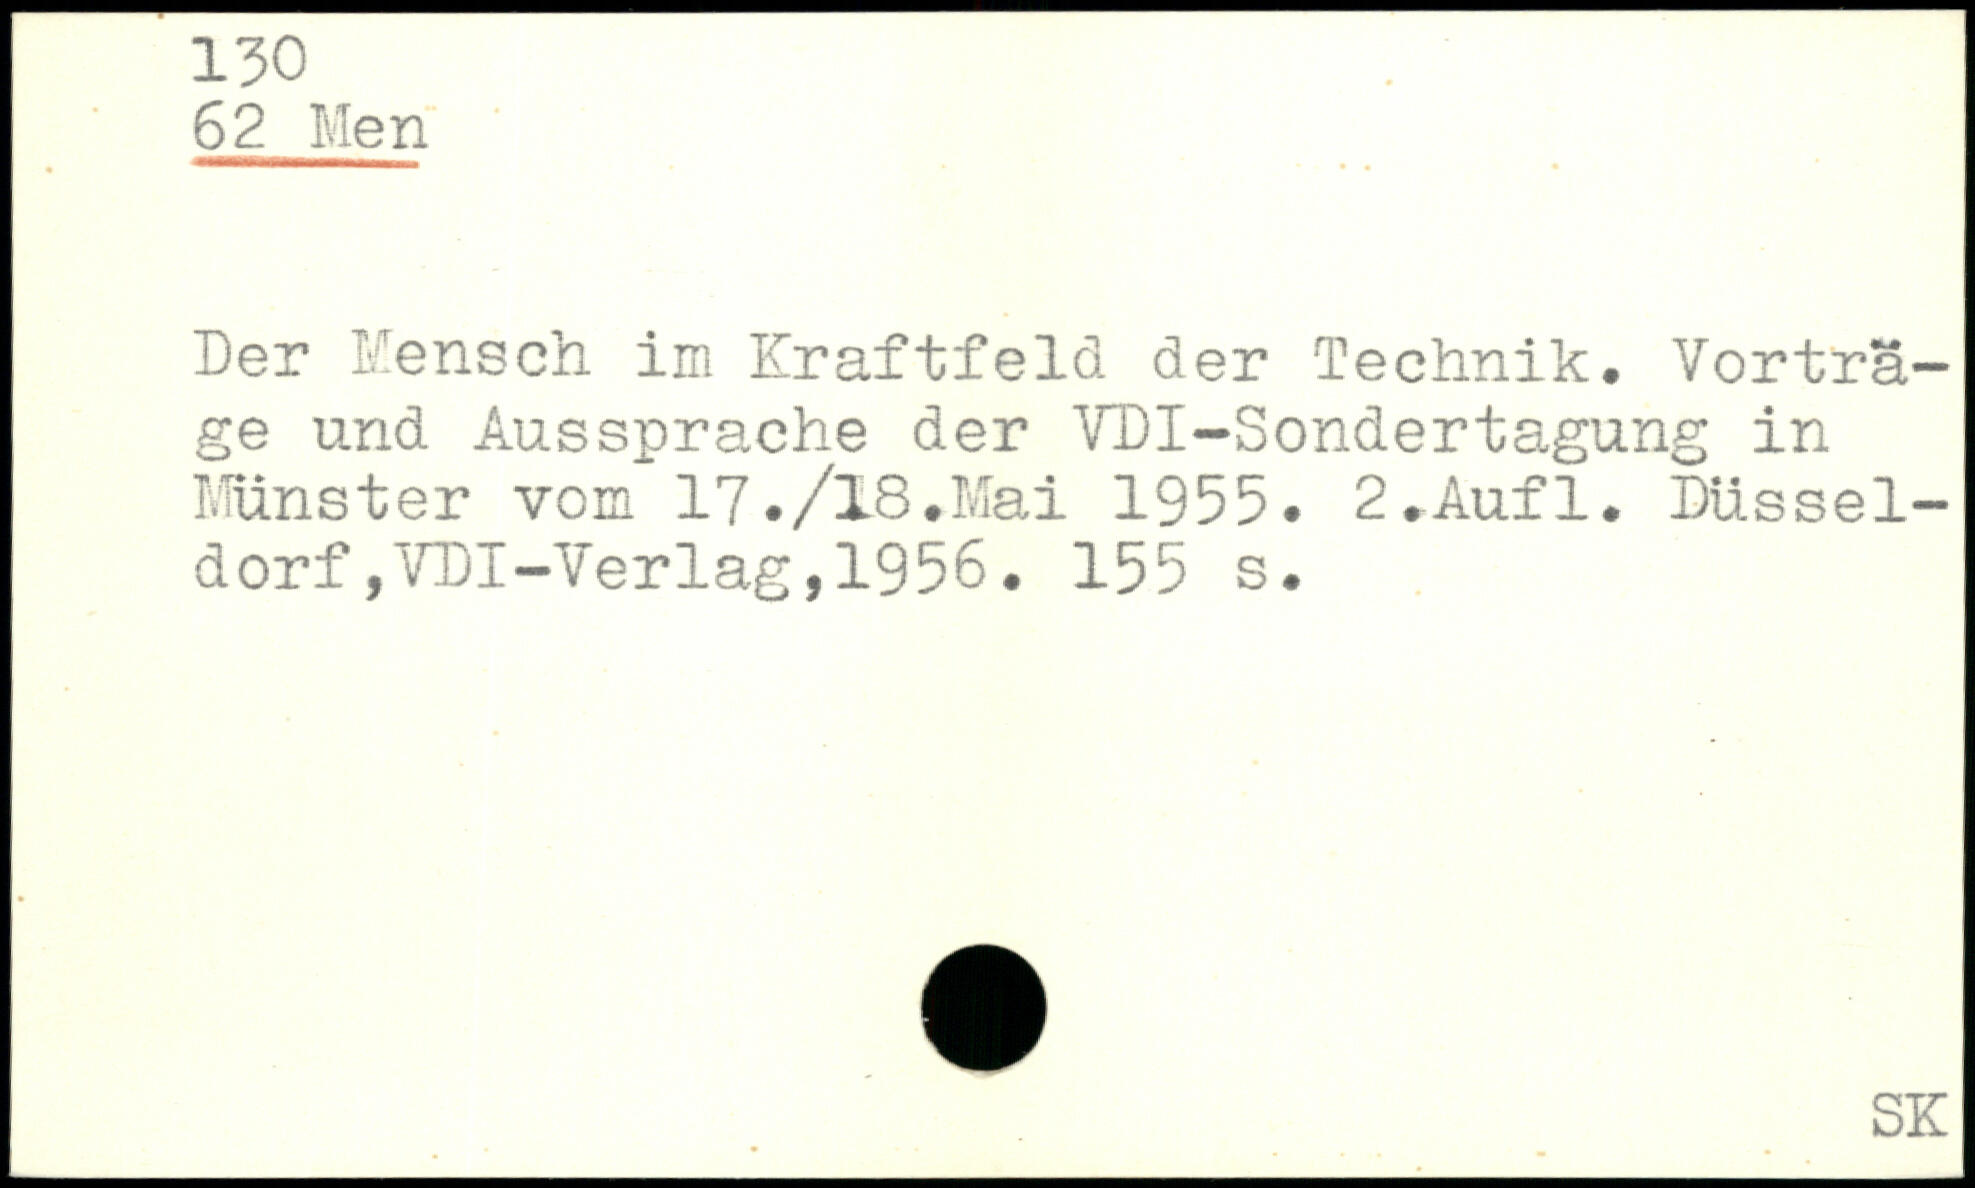 130
62 Men
Der Mensch im Kraftfeld der Technik. Vorträ-
ge und Aussprache der VDI-Sondertagung in
Münster vom 17./18.Mai 1955. 2.Aufl. Düssel-
dorf,VDI-Verlag,1956. 155 s.
SK